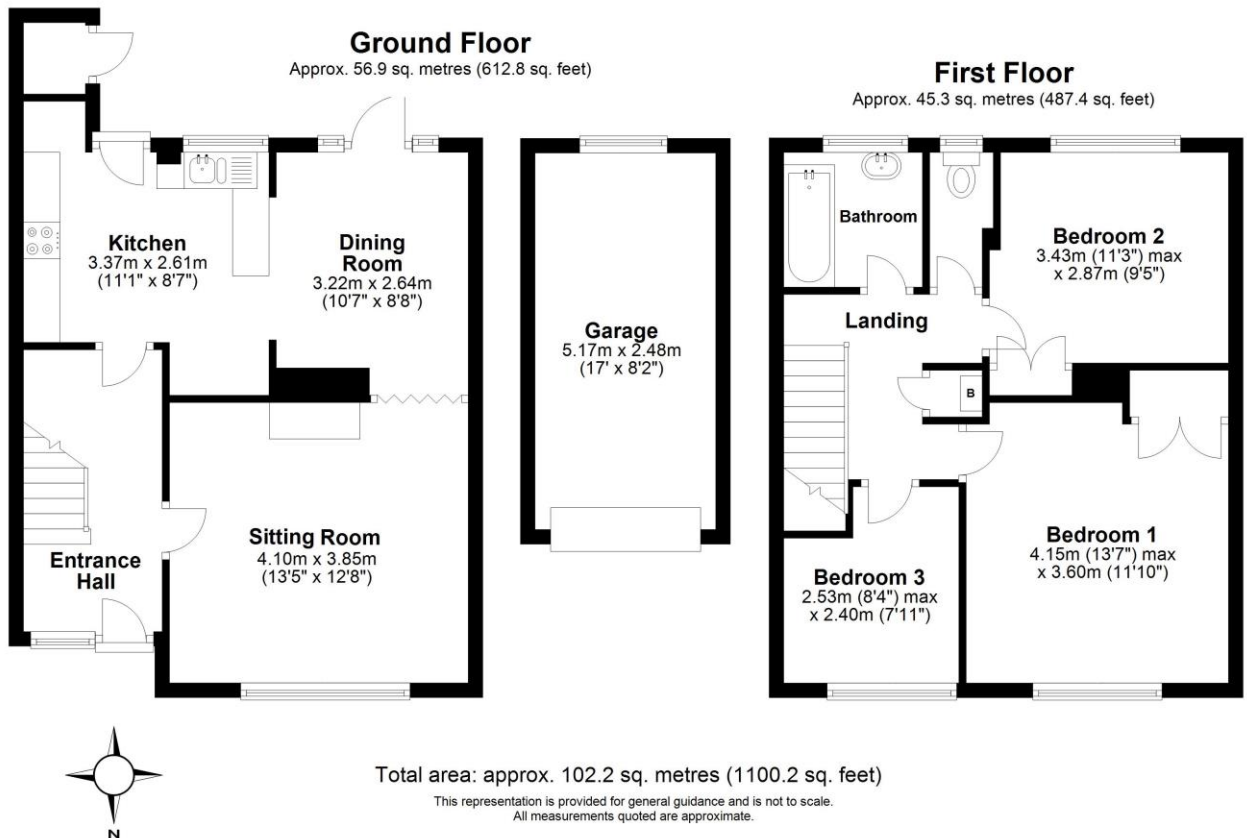 Ground Floor
Approx. 56.9 sq. metres (612.8 sq. feet)
Kitchen
3.37m x 2.61m
(11'1" x 8'7")
Dining
Room
3.22m x 2.64m
(10'7" x 8'8")
Entrance
Hall
Sitting Room
4.10m x 3.85m
(13'5" x 12'8")
Garage
5.17m x 2.48m
(17' x 8'2")
First Floor
Approx. 45.3 sq. metres (487.4 sq. feet)
Bathroom
Bedroom 2
3.43m (11'3") max
x 2.87m (9'5")
Landing
B
Bedroom 1
4.15m (13'7") max
x 3.60m (11'10")
Bedroom 3
2.53m (8'4") max
x 2.40m (7'11")
N
Total area: approx. 102.2 sq. metres (1100.2 sq. feet)
This representation is provided for general guidance and is not to scale.
All measurements quoted are approximate.